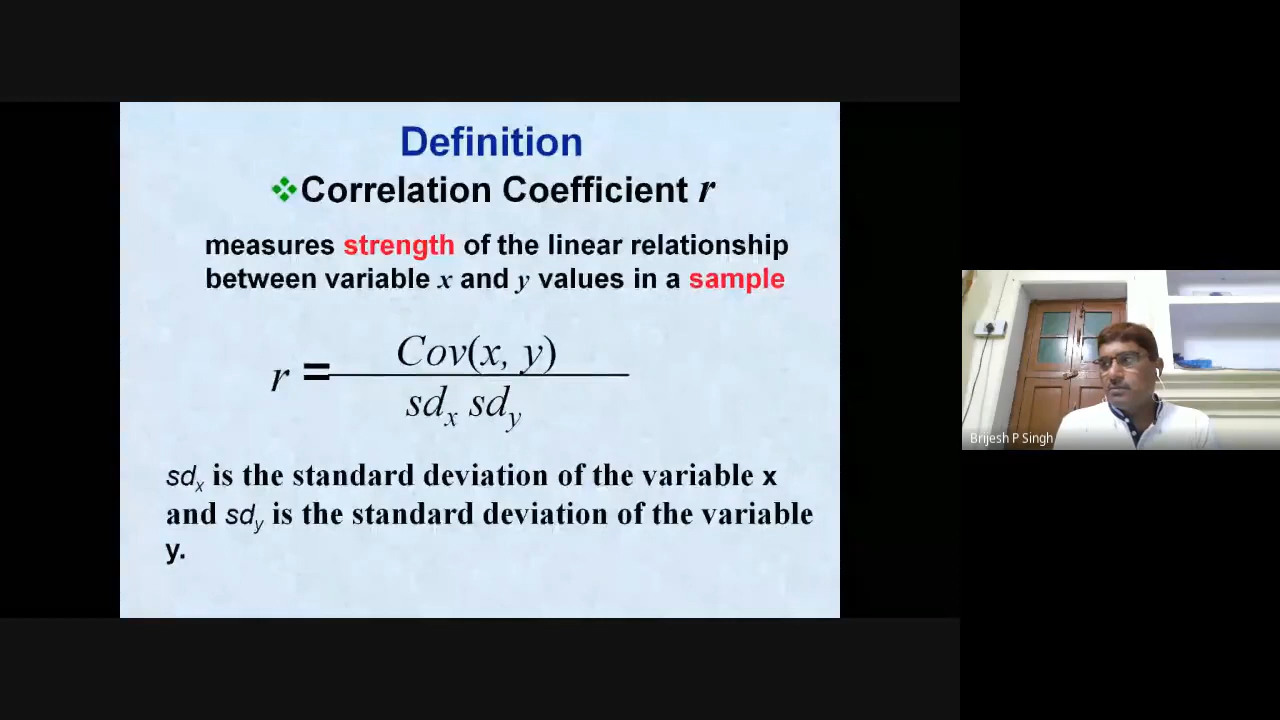 Definition
❖Correlation Coefficient r
measures strength of the linear relationship
between variable x and y values in a sample
r = Cov(x, y)
sdx sdy
sdx is the standard deviation of the variable x
and sdy is the standard deviation of the variable
y.
Brijesh P Singh